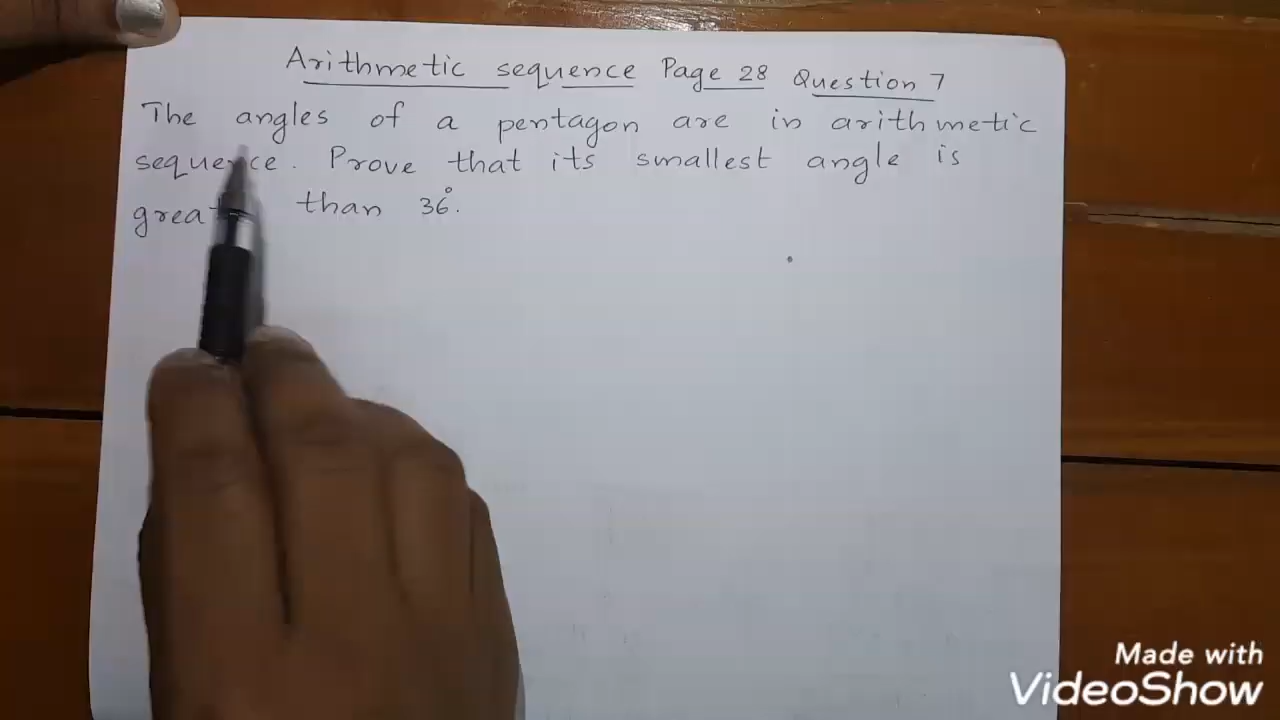 Arithmetic sequence Page 28 Question 7
The angles of a pentagon are in arithmetic
sequence. Prove that its smallest angle is
than 36°.
Made with
VideoShow